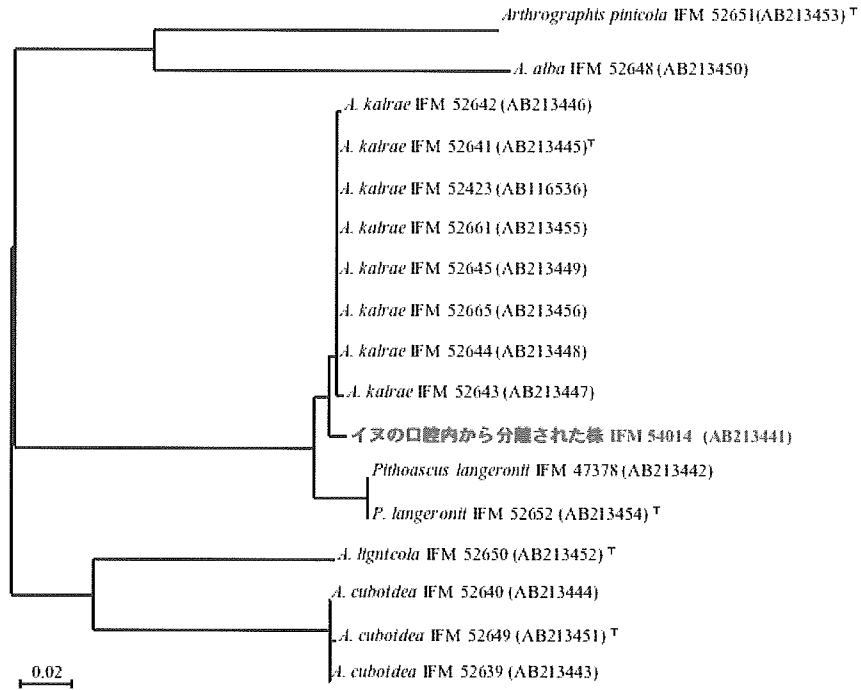 Arthrographis pinicola IFM 52651(AB213453) T
A. alba IFM 52648 (AB213450)
A. kalrae IFM 52642 (AB213446)
A. kalrae IFM 52641 (AB213445)T
A. kalrae IFM 52423 (AB116536)
A. kalrae IFM 52661 (AB213455)
A. kalrae IFM 52645 (AB213449)
A. kalrae IFM 52665 (AB213456)
A. kalrae IFM 52644 (AB213448)
A. kalrae IFM 52643 (AB213447)
イヌの口腔内から分離された株 IFM 54014 (AB213441)
Pithoascus langeronii IFM 47378 (AB213442)
P. langeronii IFM 52652 (AB213454) T
A. lignicola IFM 52650 (AB213452) T
A. cuboidea IFM 52640 (AB213444)
A. cuboidea IFM 52649 (AB213451) T
A. cuboidea IFM 52639 (AB213443)
0.02